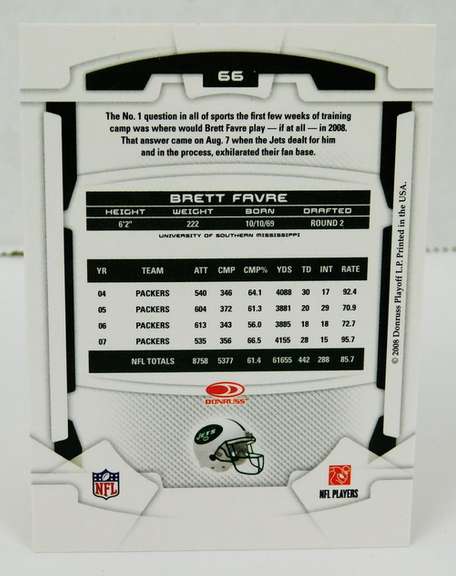 66
The No. 1 question in all of sports the first few weeks of training
camp was where would Brett Favre play — if at all — in 2008.
That answer came on Aug. 7 when the Jets dealt for him
and in the process, exhilarated their fan base.
BRETT FAVRE
HEIGHT WEIGHT BORN DRAFTED
6'2" 222 10/10/69 ROUND 2
UNIVERSITY OF SOUTHERN MISSISSIPPI
YR TEAM ATT CMP CMP% YDS TD INT RATE
04 PACKERS 540 346 64.1 4088 30 17 92.4
05 PACKERS 604 372 61.3 3881 20 29 70.9
06 PACKERS 613 343 56.0 3885 18 18 72.7
07 PACKERS 535 356 66.5 4155 28 15 95.7
NFL TOTALS 8758 5377 61.4 61655 442 288 85.7
DONRUSS
JETS
NFL
NFL PLAYERS
© 2008 Donruss Playoff L.P. Printed in the USA.